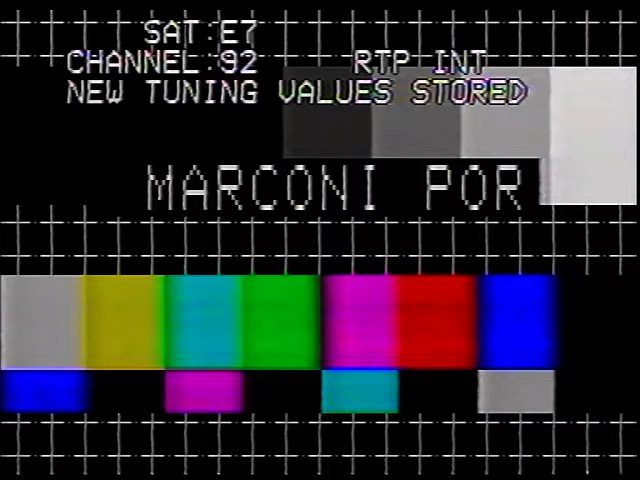 SAT:E7
CHANNEL:92 RTP INT
NEW TUNING VALUES STORED
MARCONI POR